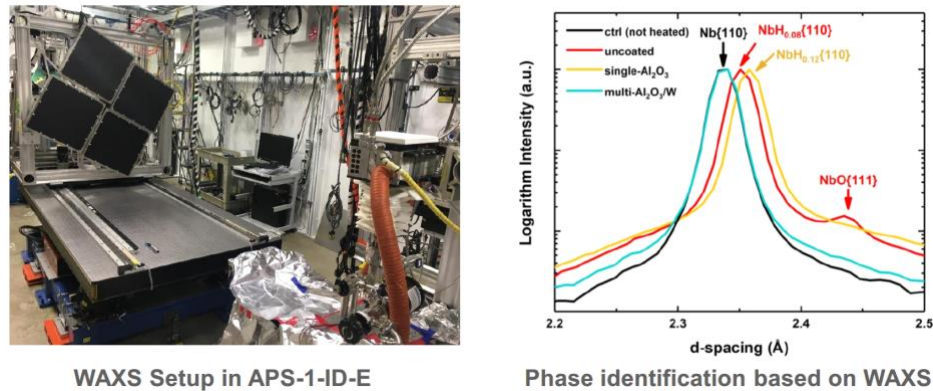 ctrl (not heated)
uncoated
single-Al₂O₃
multi-Al₂O₃/W
Nb{110}
NbH₀.₀₈{110}
NbH₀.₁₂{110}
NbO{111}
Logarithm Intensity (a.u.)
2.2 2.3 2.4 2.5
d-spacing (Å)
WAXS Setup in APS-1-ID-E
Phase identification based on WAXS